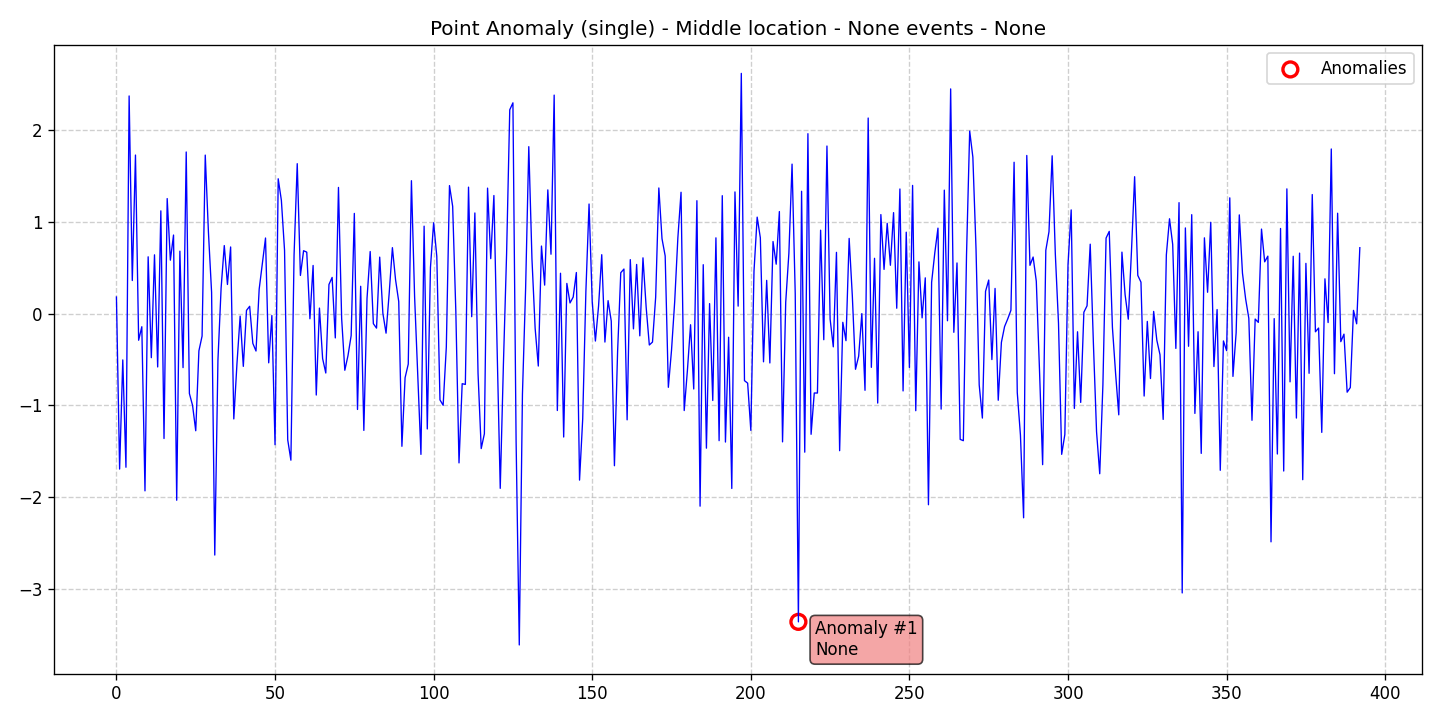 Point Anomaly (single) - Middle location - None events - None
Anomalies
2
1
0
−1
−2
−3
Anomaly #1
None
0 50 100 150 200 250 300 350 400